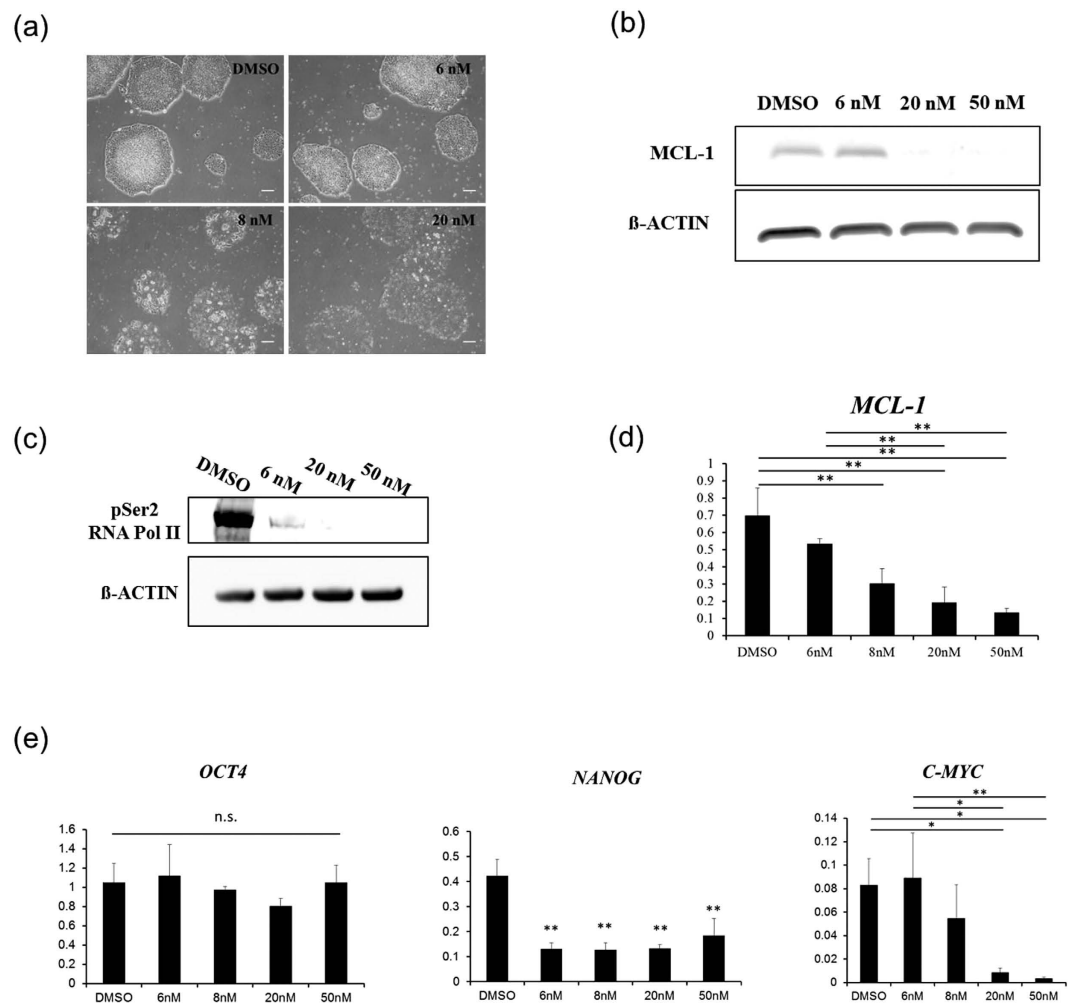 (a)
DMSO
6 nM
8 nM
20 nM
(b)
DMSO 6 nM 20 nM 50 nM
MCL-1
ß-ACTIN
(c)
DMSO 6 nM 20 nM 50 nM
pSer2
RNA Pol II
ß-ACTIN
(d)
MCL-1
**
**
**
**
**
1
0.9
0.8
0.7
0.6
0.5
0.4
0.3
0.2
0.1
0
DMSO 6nM 8nM 20nM 50nM
(e)
OCT4
n.s.
1.6
1.4
1.2
1
0.8
0.6
0.4
0.2
0
DMSO 6nM 8nM 20nM 50nM
NANOG
0.6
0.5
0.4
0.3
0.2
0.1
0
** ** ** **
DMSO 6nM 8nM 20nM 50nM
C-MYC
**
*
*
*
0.14
0.12
0.1
0.08
0.06
0.04
0.02
0
DMSO 6nM 8nM 20nM 50nM